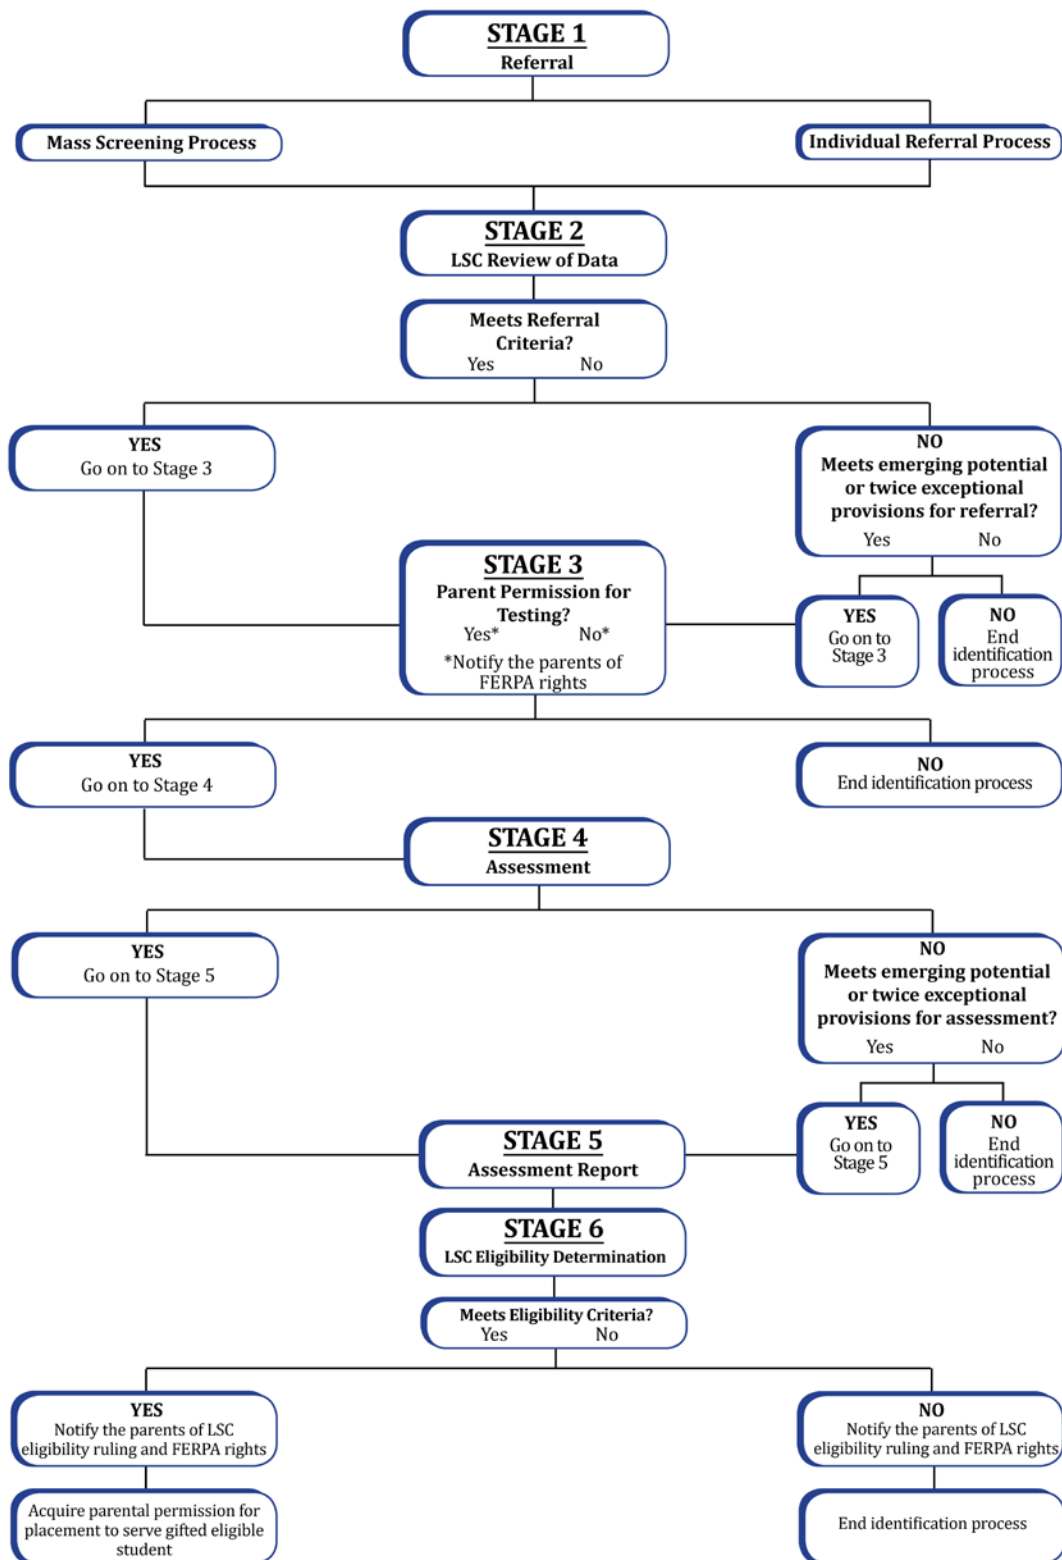 STAGE 1
Referral
Mass Screening Process
Individual Referral Process
STAGE 2
LSC Review of Data
Meets Referral
Criteria?
Yes No
YES
Go on to Stage 3
NO
Meets emerging potential
or twice exceptional
provisions for referral?
Yes No
STAGE 3
Parent Permission for
Testing?
Yes* No*
*Notify the parents of
FERPA rights
YES
Go on to
Stage 3
NO
End
identification
process
YES
Go on to Stage 4
NO
End identification process
STAGE 4
Assessment
YES
Go on to Stage 5
NO
Meets emerging potential
or twice exceptional
provisions for assessment?
Yes No
STAGE 5
Assessment Report
YES
Go on to
Stage 5
NO
End
identification
process
STAGE 6
LSC Eligibility Determination
Meets Eligibility Criteria?
Yes No
YES
Notify the parents of LSC
eligibility ruling and FERPA rights
NO
Notify the parents of LSC
eligibility ruling and FERPA rights
Acquire parental permission for
placement to serve gifted eligible
student
End identification process